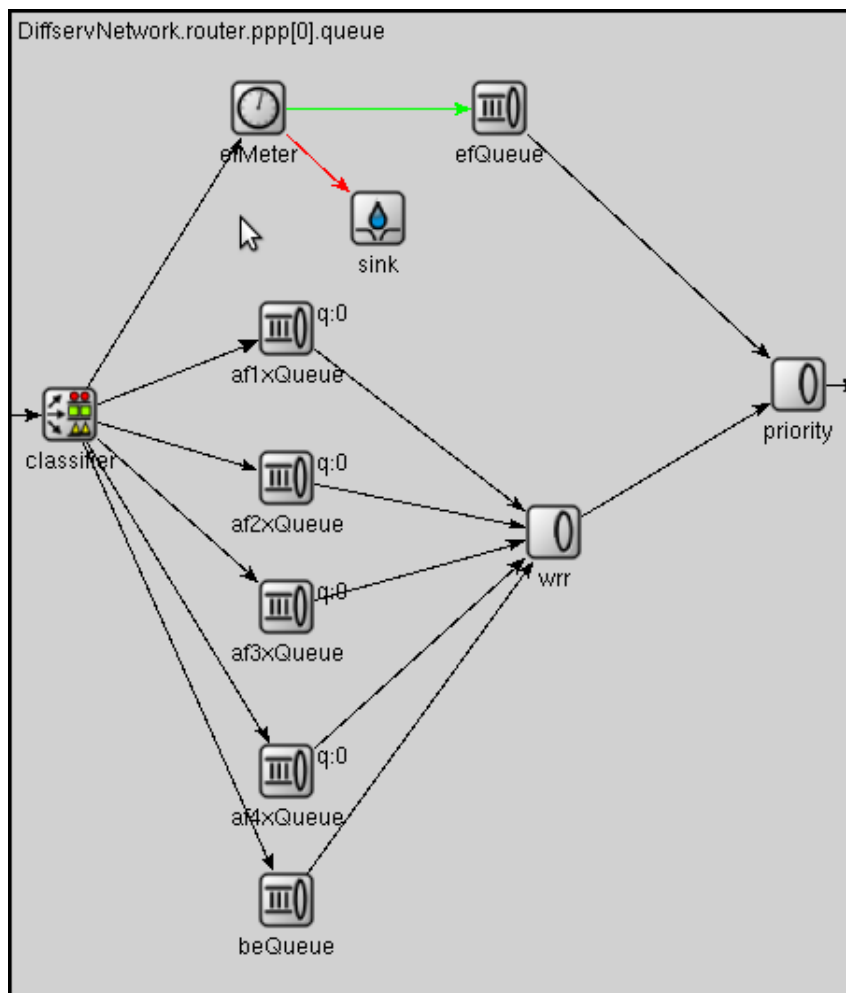 DiffservNetwork.router.ppp[0].queue
efMeter
efQueue
sink
q:0
af1xQueue
priority
classifier
q:0
af2xQueue
wrr
q:0
af3xQueue
q:0
af4xQueue
beQueue